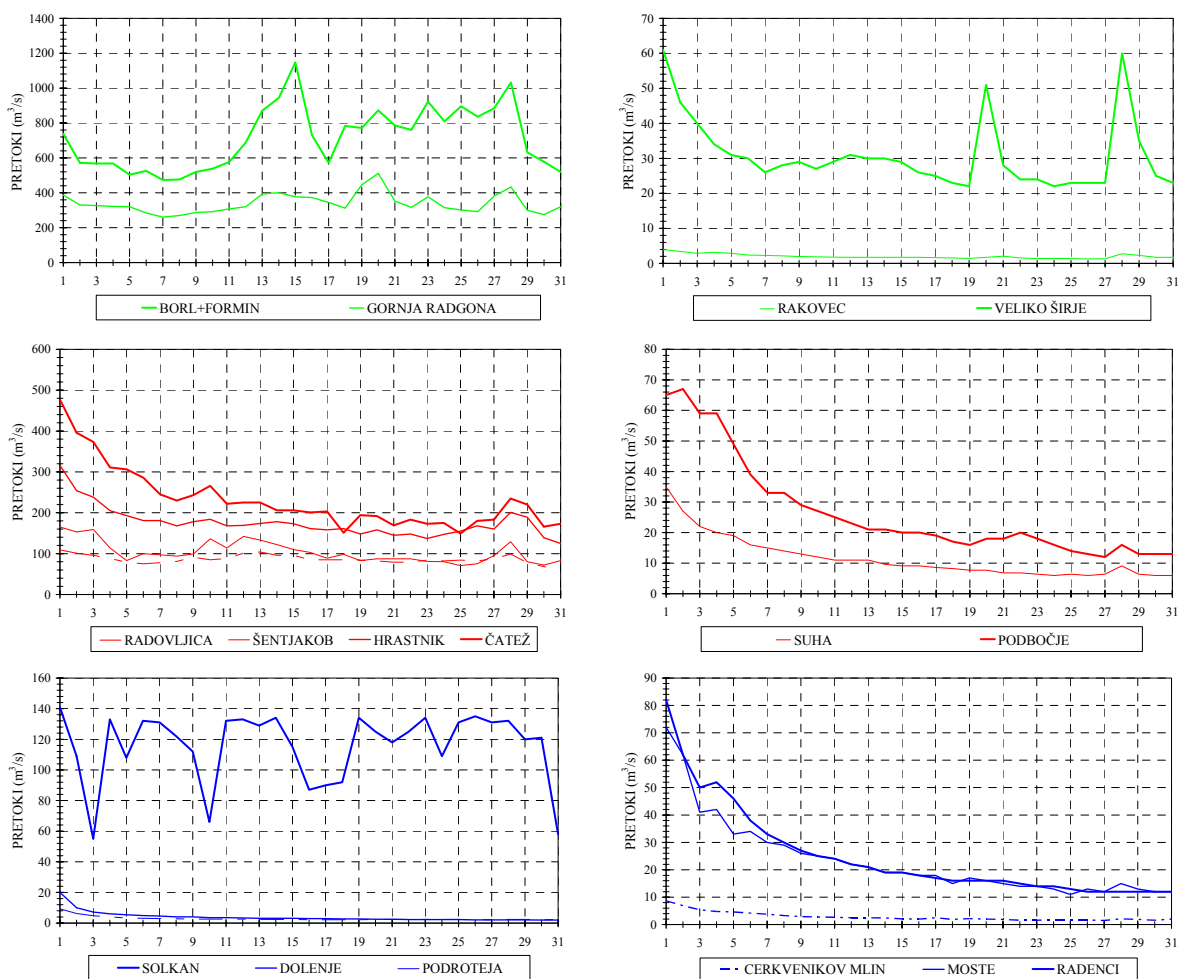 PRETOKI (m³/s)
1400
1200
1000
800
600
400
200
0
1 3 5 7 9 11 13 15 17 19 21 23 25 27 29 31
BORL+FORMIN GORNJA RADGONA
PRETOKI (m³/s)
70
60
50
40
30
20
10
0
1 3 5 7 9 11 13 15 17 19 21 23 25 27 29 31
RAKOVEC VELIKO ŠIRJE
PRETOKI (m³/s)
600
500
400
300
200
100
0
1 3 5 7 9 11 13 15 17 19 21 23 25 27 29 31
RADOVLJICA ŠENTJAKOB HRASTNIK ČATEŽ
PRETOKI (m³/s)
80
70
60
50
40
30
20
10
0
1 3 5 7 9 11 13 15 17 19 21 23 25 27 29 31
SUHA PODBOČJE
PRETOKI (m³/s)
160
140
120
100
80
60
40
20
0
1 3 5 7 9 11 13 15 17 19 21 23 25 27 29 31
SOLKAN DOLENJE PODROTEJA
PRETOKI (m³/s)
90
80
70
60
50
40
30
20
10
0
1 3 5 7 9 11 13 15 17 19 21 23 25 27 29 31
CERKVENIKOV MLIN MOSTE RADENCI